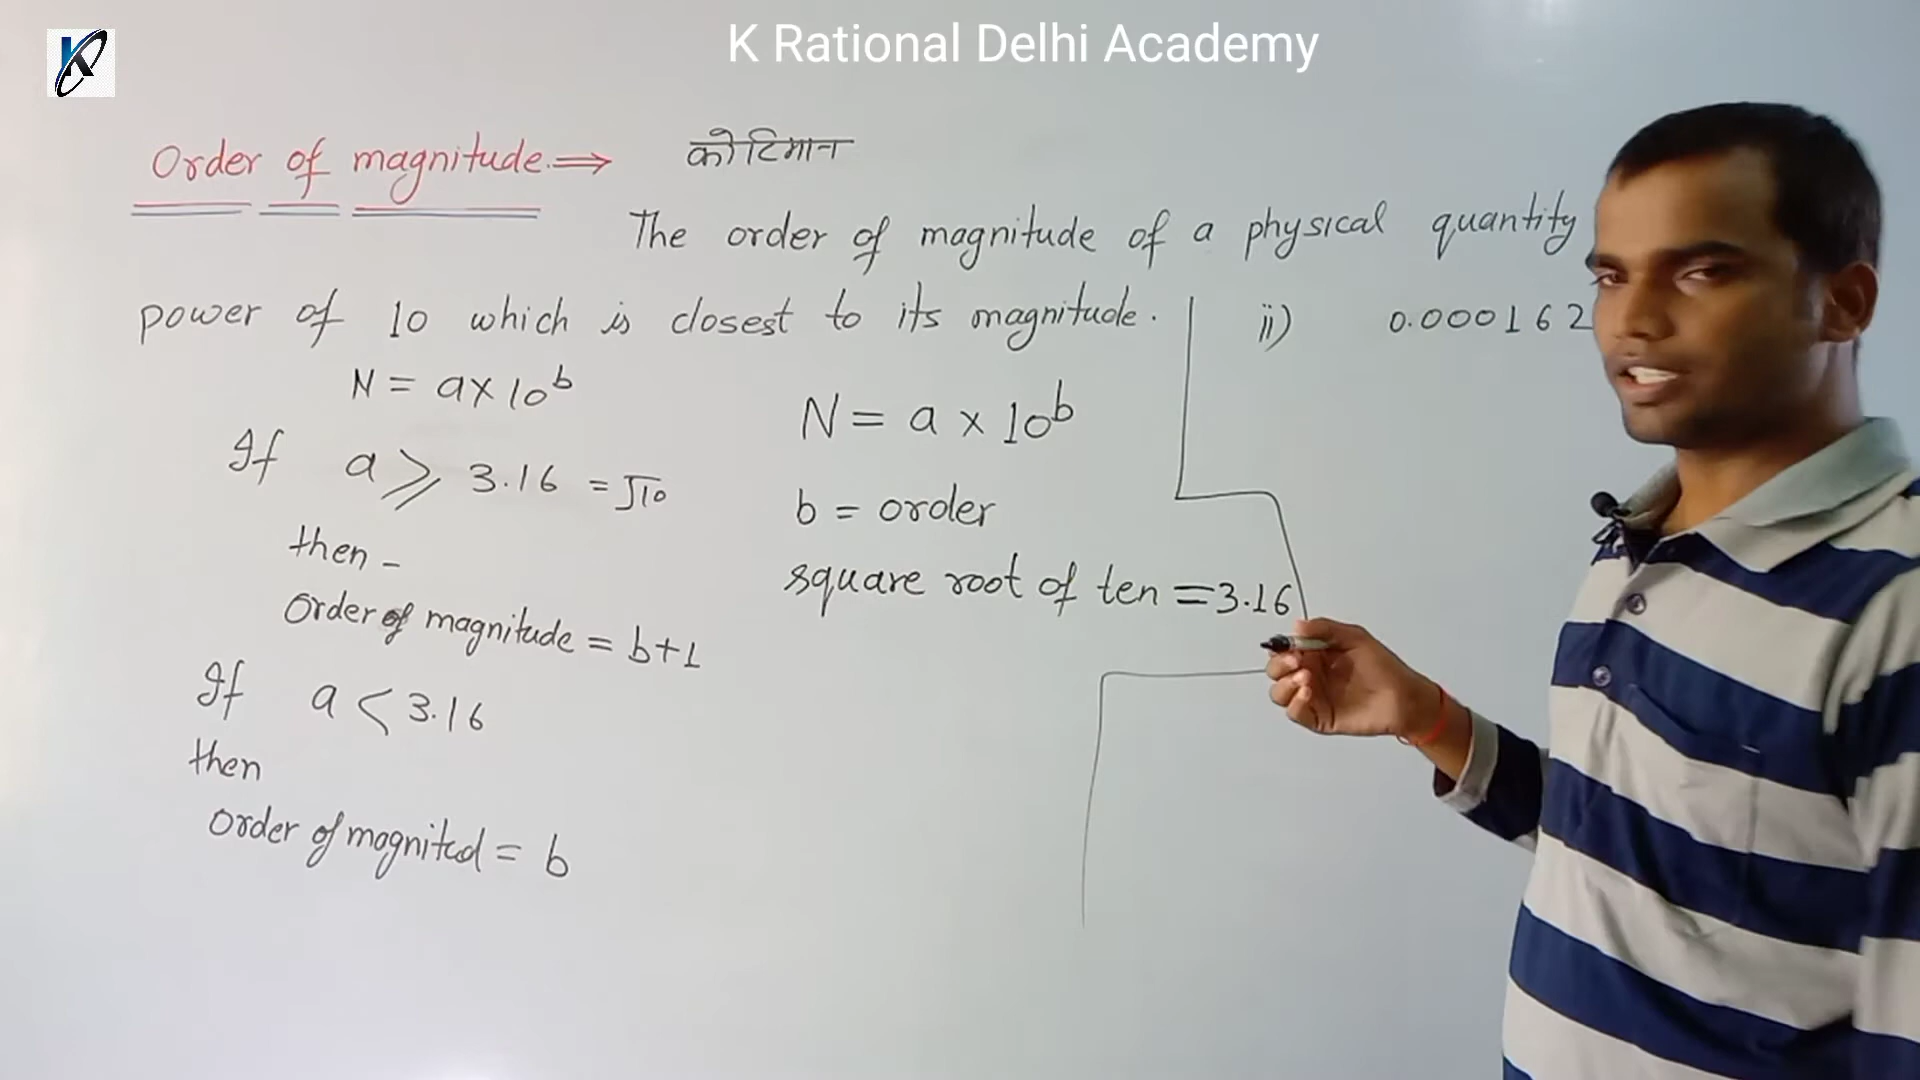 K Rational Delhi Academy
K
Order of magnitude. ⇒ कोटिमान
The order of magnitude of a physical quantity
power of 10 which is closest to its magnitude.
N = a x 10^b
If a ⩾ 3.16 = √10
then -
Order of magnitude = b+1
If a < 3.16
then
Order of magnitud = b
N = a x 10^b
b = order
square root of ten = 3.16
ii) 0.000162